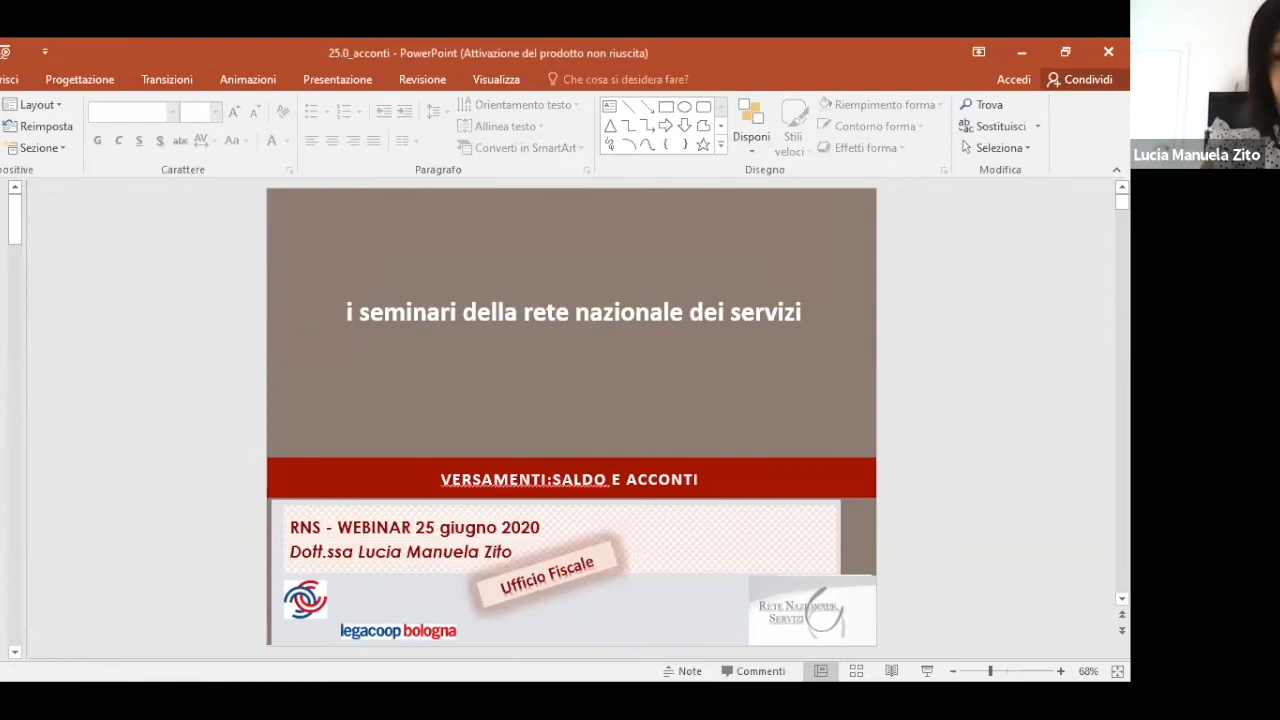 25.0_acconti - PowerPoint (Attivazione del prodotto non riuscita)
Progettazione Transizioni Animazioni Presentazione Revisione Visualizza Che cosa si desidera fare? Accedi Condividi
Layout
Reimposta
Sezione
G C S S abc AV Aa A
Carattere
Orientamento testo
Allinea testo
Converti in SmartArt
Paragrafo
Disponi
Stili
veloci
Riempimento forma
Contorno forma
Effetti forma
Disegno
Trova
Sostituisci
Seleziona
Modifica
Lucia Manuela Zito
i seminari della rete nazionale dei servizi
VERSAMENTI:SALDO E ACCONTI
RNS - WEBINAR 25 giugno 2020
Dott.ssa Lucia Manuela Zito
Ufficio Fiscale
legacoop bologna
RETE NAZIONALE
SERVIZI
Note Commenti 68%